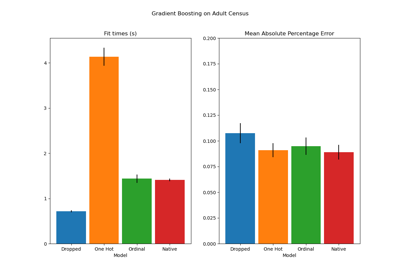 Gradient Boosting on Adult Census
Fit times (s)
4
3
2
1
0
Dropped One Hot Ordinal Native
Model
Mean Absolute Percentage Error
0.200
0.175
0.150
0.125
0.100
0.075
0.050
0.025
0.000
Dropped One Hot Ordinal Native
Model